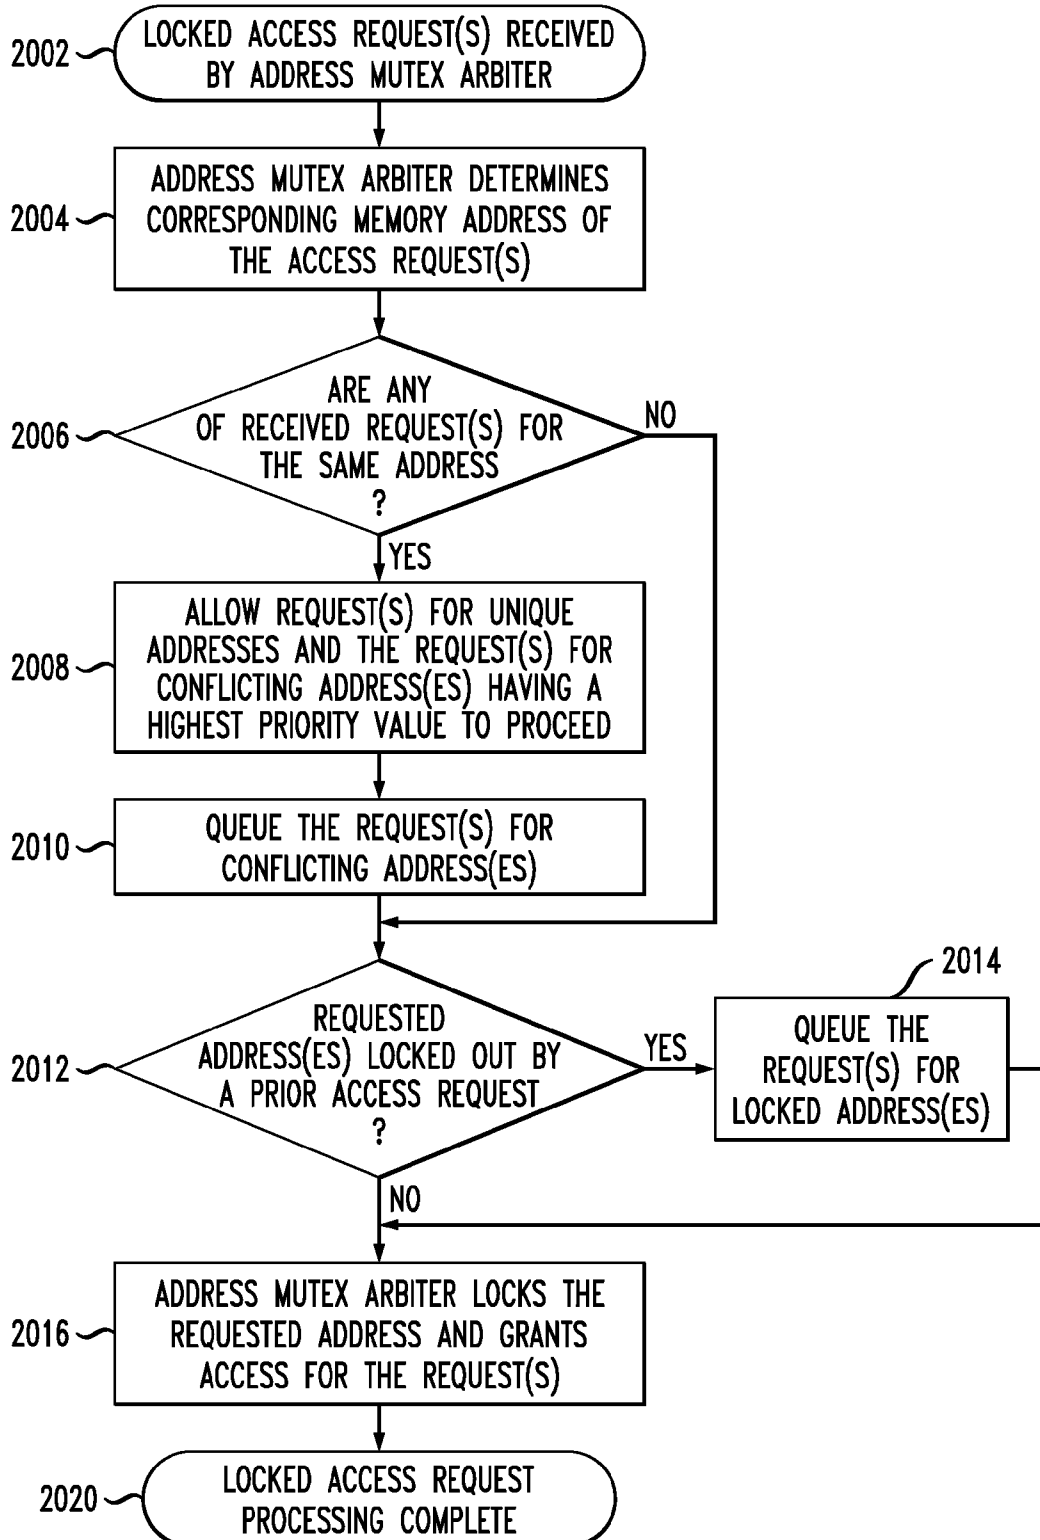 2002
LOCKED ACCESS REQUEST(S) RECEIVED
BY ADDRESS MUTEX ARBITER
2004
ADDRESS MUTEX ARBITER DETERMINES
CORRESPONDING MEMORY ADDRESS OF
THE ACCESS REQUEST(S)
2006
ARE ANY
OF RECEIVED REQUEST(S) FOR
THE SAME ADDRESS
?
NO
YES
2008
ALLOW REQUEST(S) FOR UNIQUE
ADDRESSES AND THE REQUEST(S) FOR
CONFLICTING ADDRESS(ES) HAVING A
HIGHEST PRIORITY VALUE TO PROCEED
2010
QUEUE THE REQUEST(S) FOR
CONFLICTING ADDRESS(ES)
2012
REQUESTED
ADDRESS(ES) LOCKED OUT BY
A PRIOR ACCESS REQUEST
?
YES
2014
QUEUE THE
REQUEST(S) FOR
LOCKED ADDRESS(ES)
NO
2016
ADDRESS MUTEX ARBITER LOCKS THE
REQUESTED ADDRESS AND GRANTS
ACCESS FOR THE REQUEST(S)
2020
LOCKED ACCESS REQUEST
PROCESSING COMPLETE